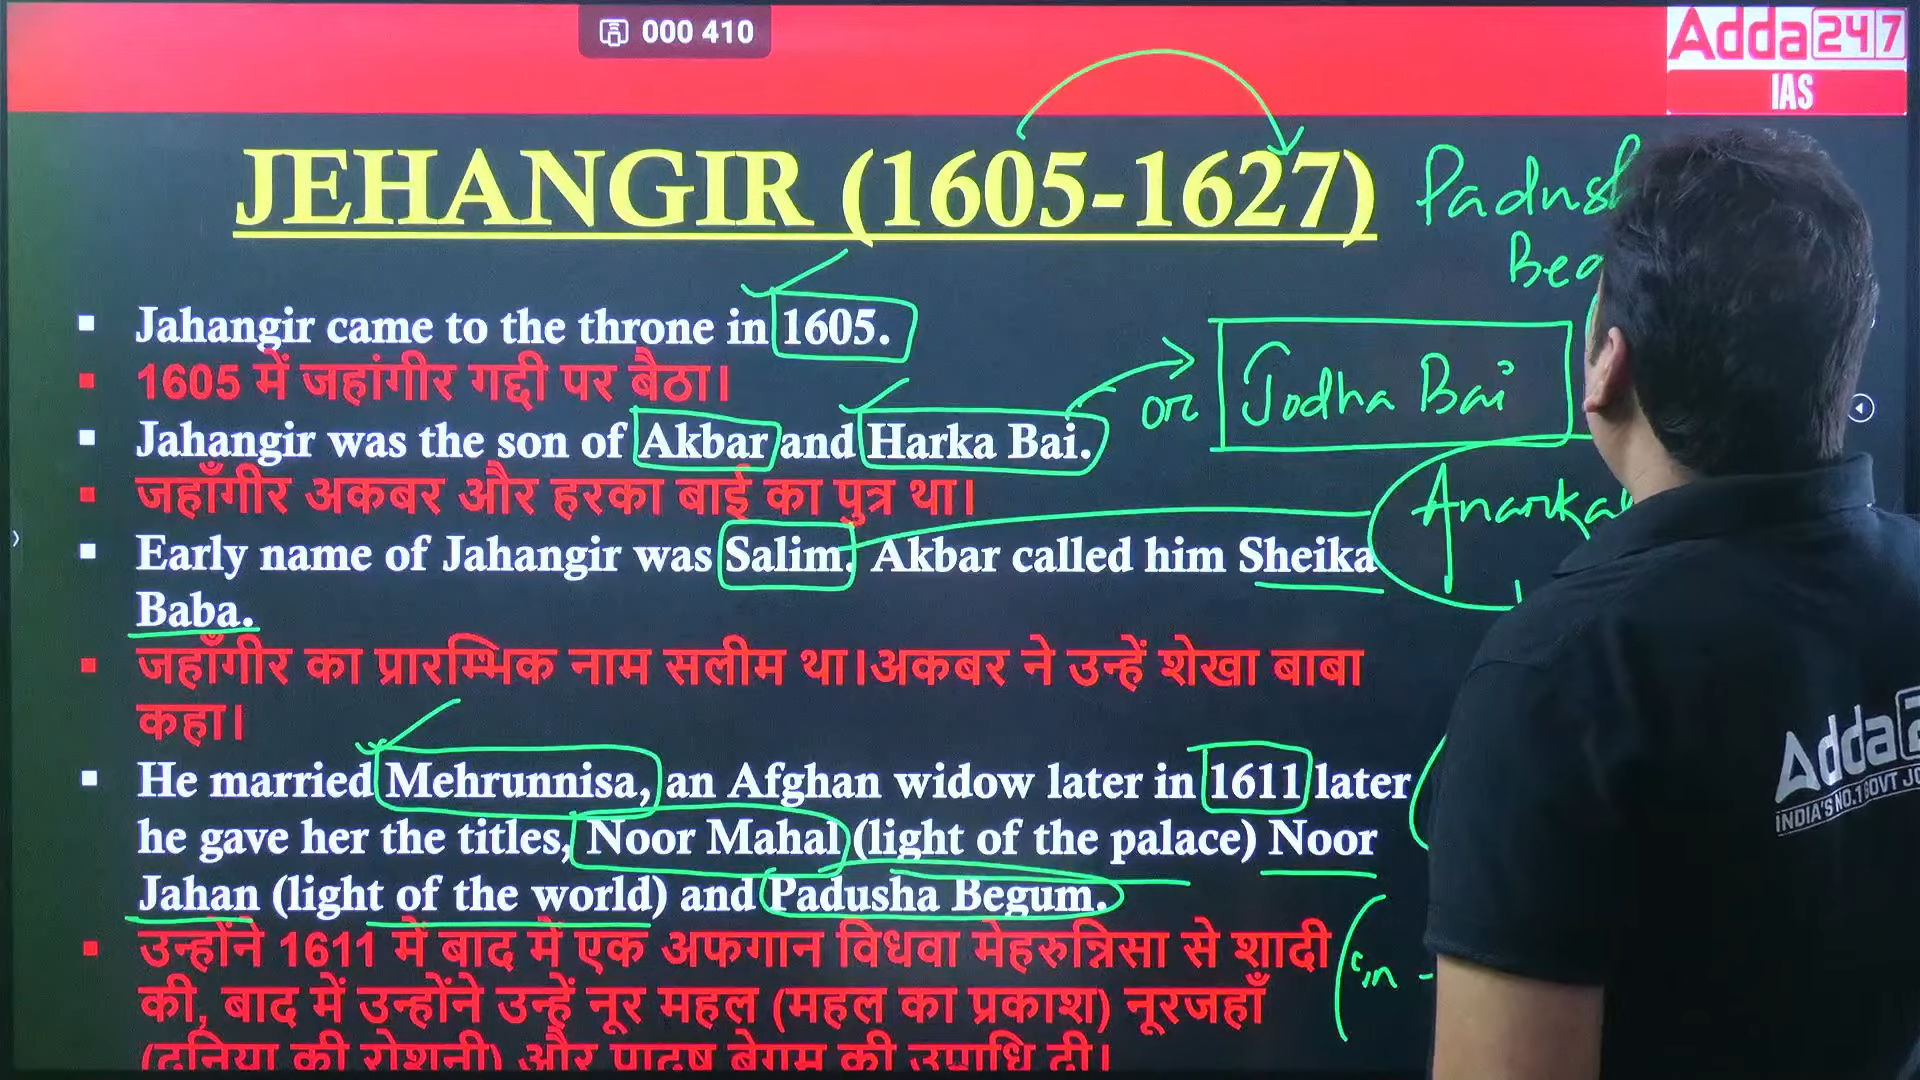 000 410
Adda247
IAS
JEHANGIR (1605-1627)
Jahangir came to the throne in 1605.
1605 में जहांगीर गद्दी पर बैठा।
or Jodha Bai
Jahangir was the son of Akbar and Harka Bai.
जहाँगीर अकबर और हरका बाई का पुत्र था।
Early name of Jahangir was Salim. Akbar called him Sheika
Baba.
जहाँगीर का प्रारम्भिक नाम सलीम था।अकबर ने उन्हें शेखा बाबा
कहा।
He married Mehrunnisa, an Afghan widow later in 1611 later
he gave her the titles, Noor Mahal (light of the palace) Noor
Jahan (light of the world) and Padusha Begum.
उन्होंने 1611 में बाद में एक अफगान विधवा मेहरुन्निसा से शादी
की, बाद में उन्होंने उन्हें नूर महल (महल का प्रकाश) नूरजहाँ
(दुनिया की रोशनी) और पादुष बेगम की उपाधि दी।
Adda
INDIA'S NO.1 GOVT